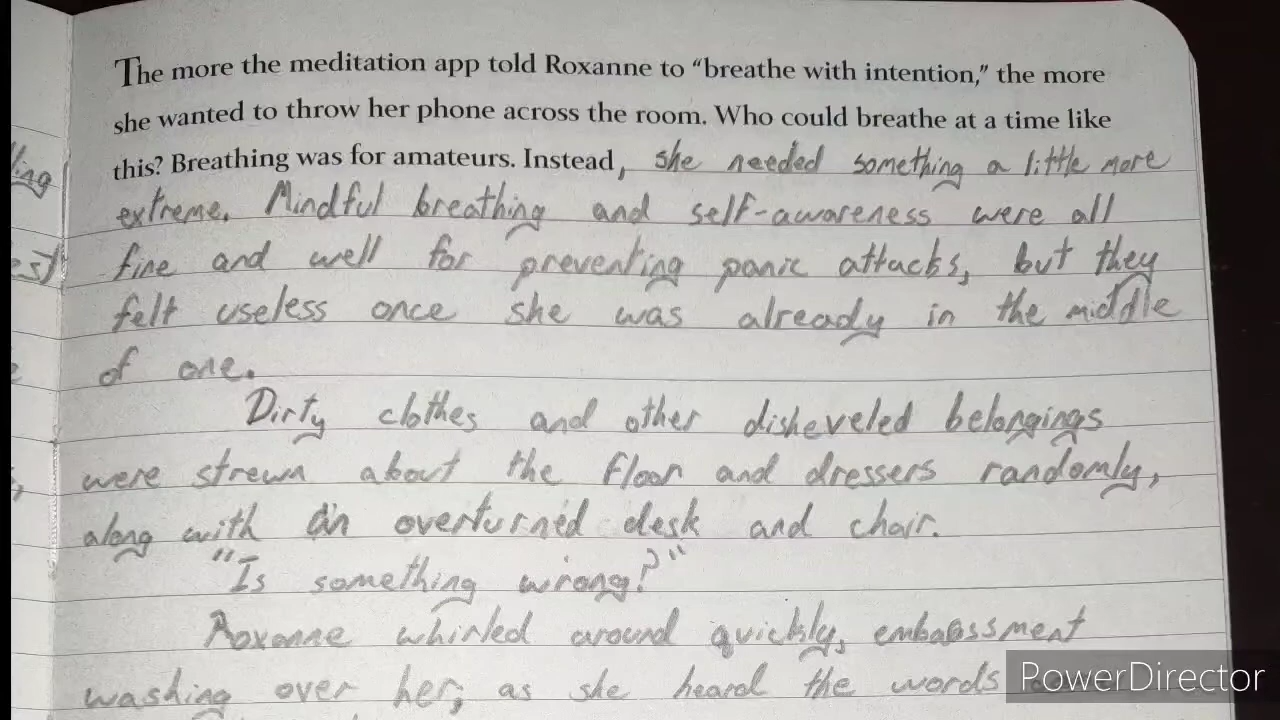 The more the meditation app told Roxanne to “breathe with intention,” the more
she wanted to throw her phone across the room. Who could breathe at a time like
this? Breathing was for amateurs. Instead, she needed something a little more
extreme. Mindful breathing and self-awareness were all
fine and well for preventing panic attacks, but they
felt useless once she was already in the middle
of one.
Dirty clothes and other disheveled belongings
were strewn about the floor and dressers randomly,
along with an overturned desk and chair.
"Is something wrong?"
Roxanne whirled around quickly, embarassment
washing over her, as she heard the words
PowerDirector